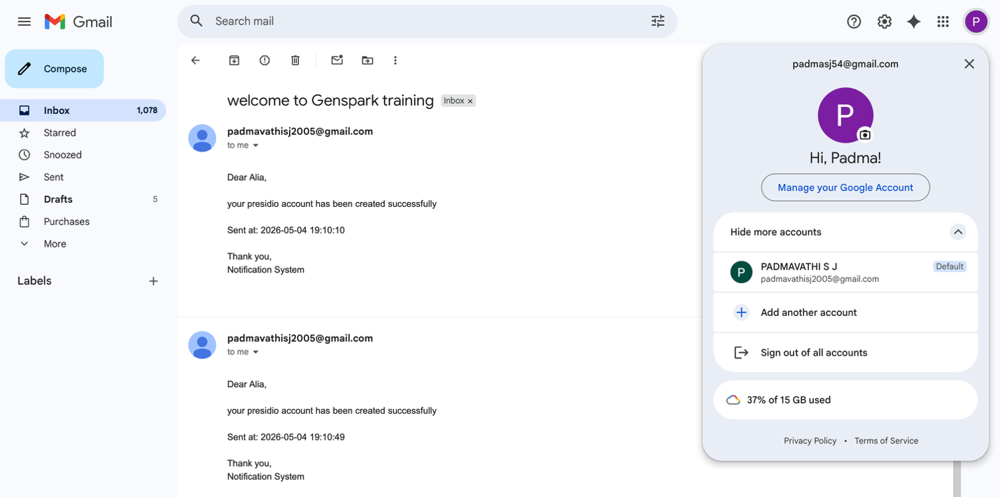 Gmail
Search mail
P
Compose
Inbox 1,078
Starred
Snoozed
Sent
Drafts 5
Purchases
More
Labels
welcome to Genspark training Inbox
padmavathisj2005@gmail.com
to me
Dear Alia,
your presidio account has been created successfully
Sent at: 2026-05-04 19:10:10
Thank you,
Notification System
padmavathisj2005@gmail.com
to me
Dear Alia,
your presidio account has been created successfully
Sent at: 2026-05-04 19:10:49
Thank you,
Notification System
padmasj54@gmail.com
P
Hi, Padma!
Manage your Google Account
Hide more accounts
P
PADMAVATHI S J Default
padmavathisj2005@gmail.com
Add another account
Sign out of all accounts
37% of 15 GB used
Privacy Policy • Terms of Service